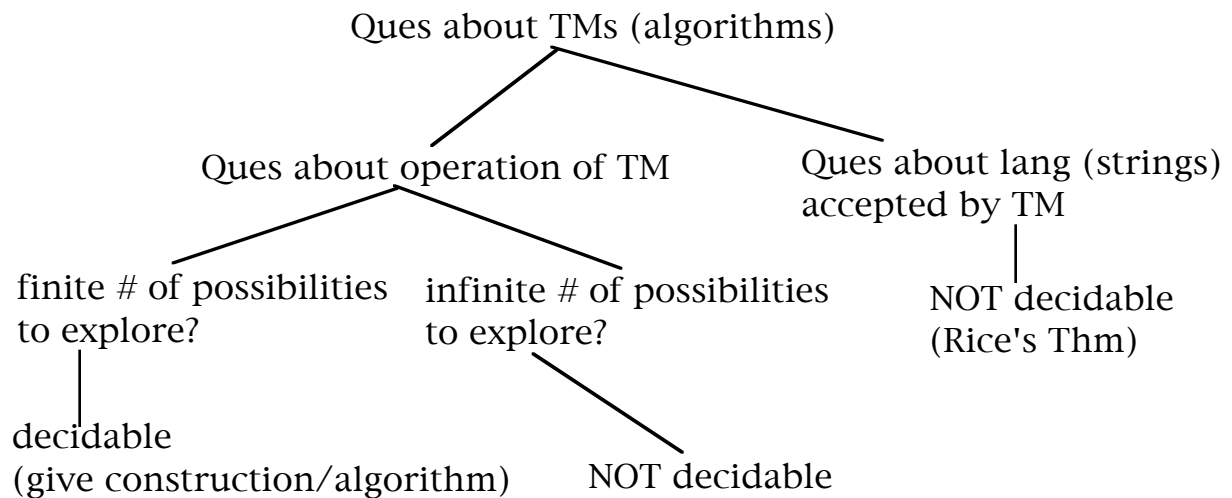 Ques about TMs (algorithms)
Ques about operation of TM
Ques about lang (strings)
accepted by TM
finite # of possibilities
to explore?
infinite # of possibilities
to explore?
NOT decidable
(Rice's Thm)
decidable
(give construction/algorithm)
NOT decidable